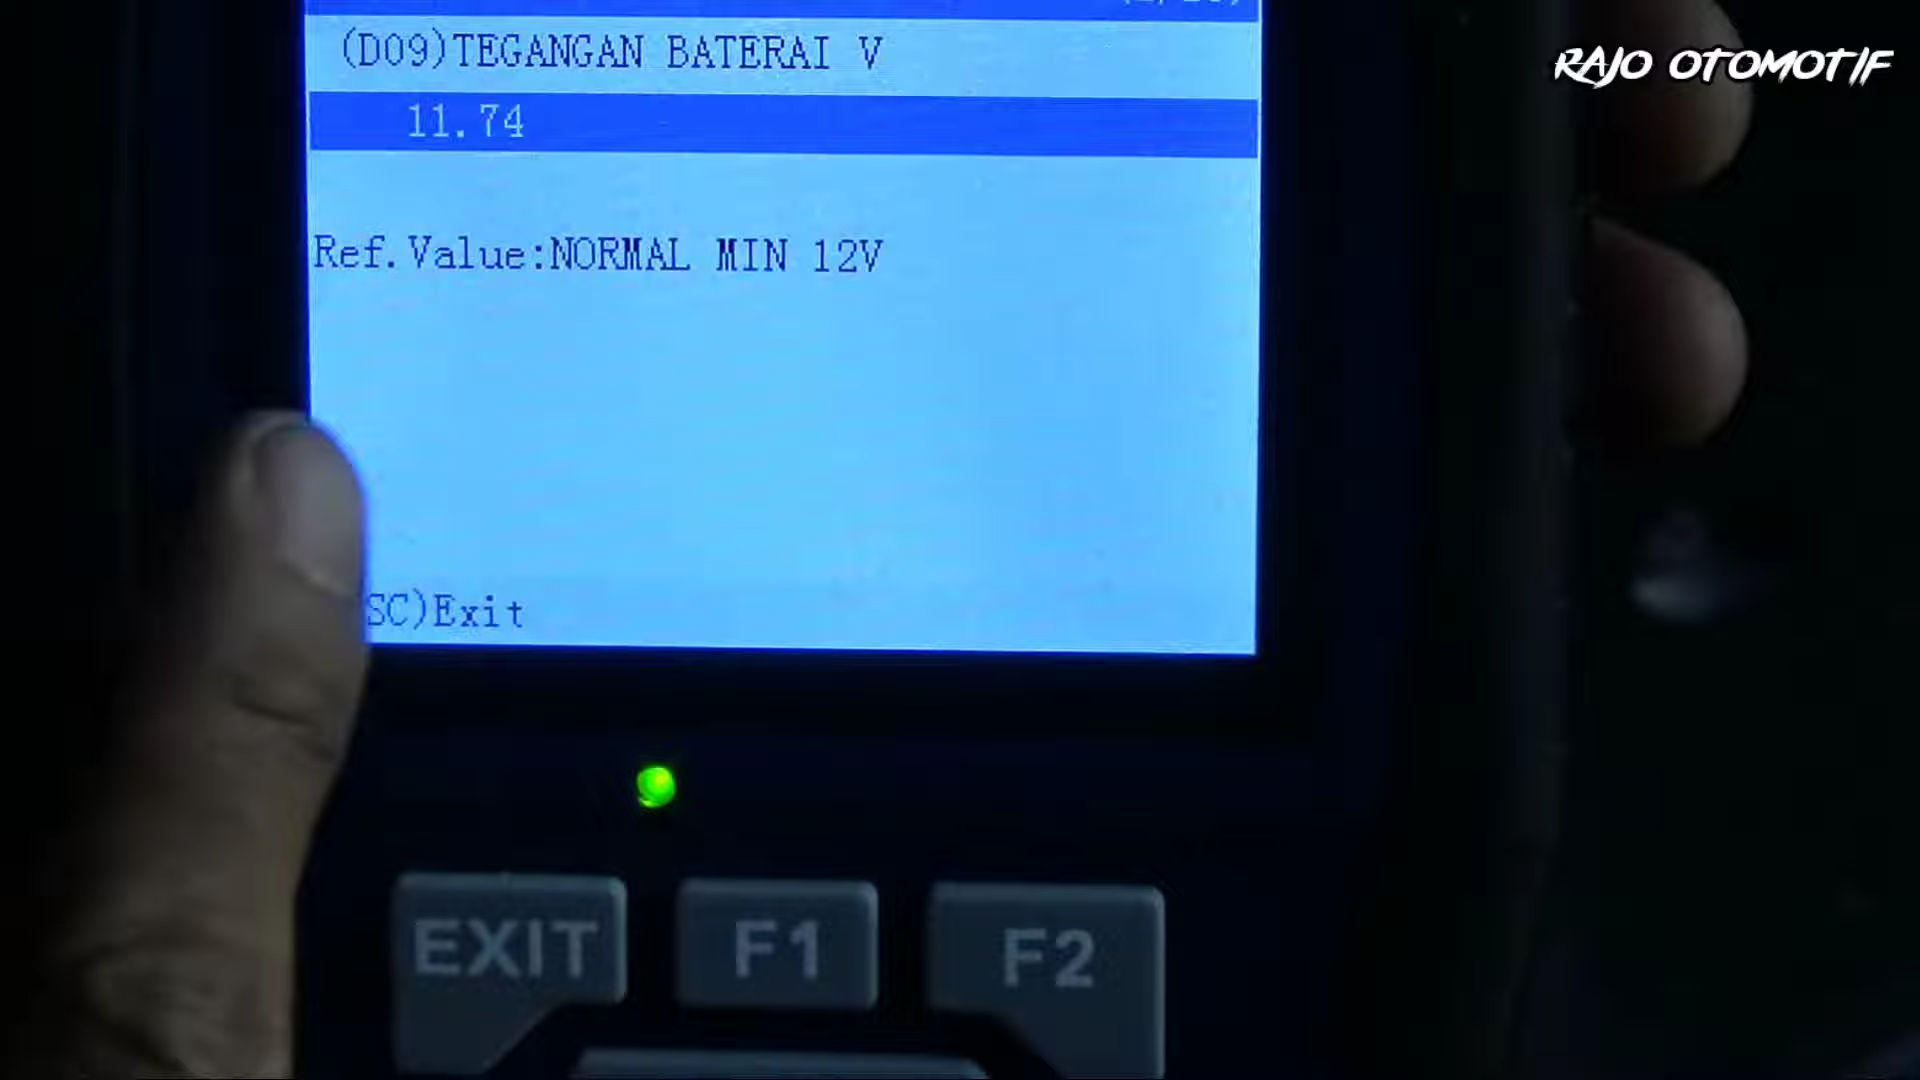 (D09)TEGANGAN BATERAI V
RAJO OTOMOTIF
11.74
Ref.Value:NORMAL MIN 12V
SC)Exit
EXIT F1 F2